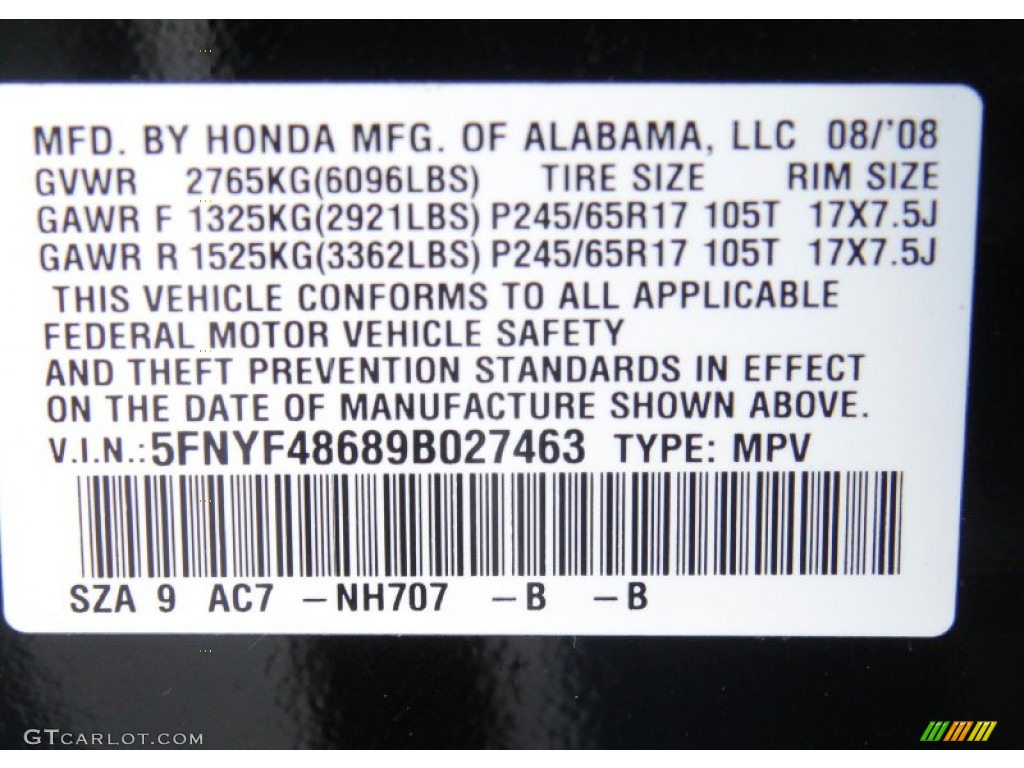 MFD. BY HONDA MFG. OF ALABAMA, LLC 08/'08
GVWR 2765KG(6096LBS) TIRE SIZE RIM SIZE
GAWR F 1325KG(2921LBS) P245/65R17 105T 17X7.5J
GAWR R 1525KG(3362LBS) P245/65R17 105T 17X7.5J
THIS VEHICLE CONFORMS TO ALL APPLICABLE
FEDERAL MOTOR VEHICLE SAFETY
AND THEFT PREVENTION STANDARDS IN EFFECT
ON THE DATE OF MANUFACTURE SHOWN ABOVE.
V.I.N.: 5FNYF48689B027463 TYPE: MPV
SZA 9 AC7 –NH707 –B –B
GTCARLOT.COM